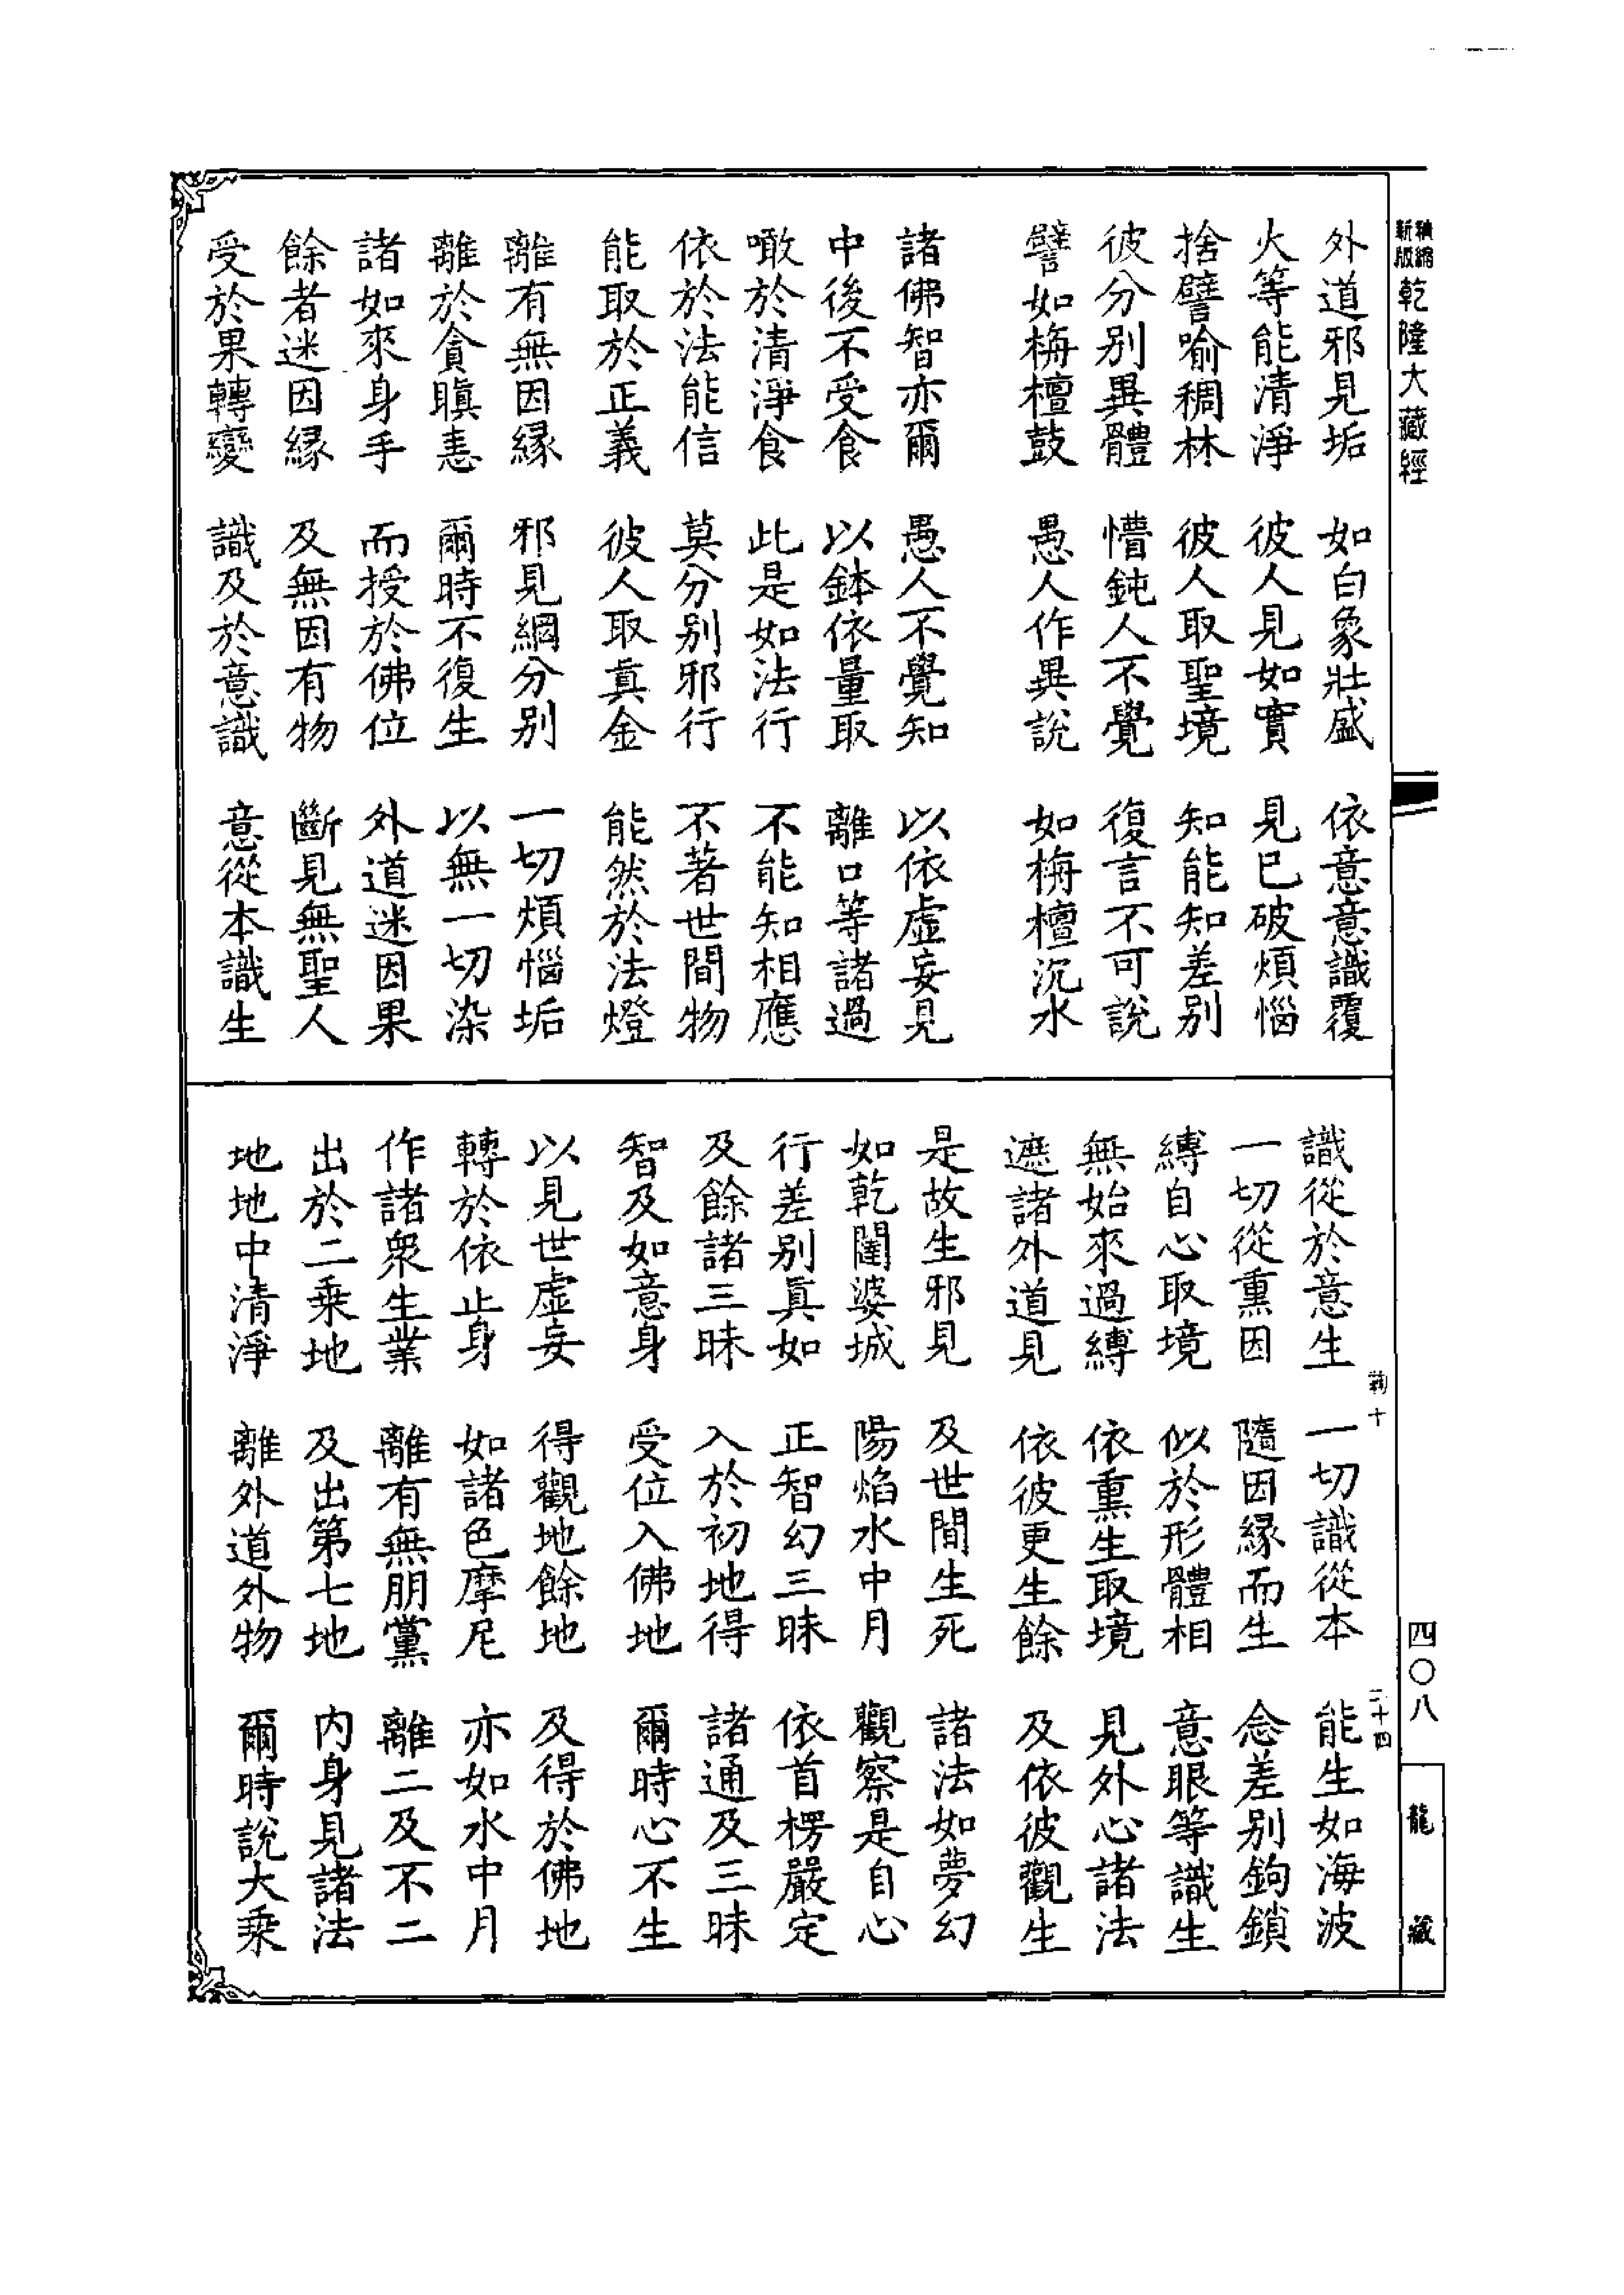 精縮新版乾隆大藏經
外道邪見垢　如白象壯盛　依意意識覆
火等能清淨　彼人見如實　見已破煩惱
捨譬喻稠林　彼人取聖境　知能知差別
彼分別異體　懵鈍人不覺　復言不可說
譬如栴檀鼓　愚人作異說　如栴檀沉水
諸佛智亦爾　愚人不覺知　以依虛妄見
中後不受食　以鉢依量取　離口等諸過
噉於清淨食　此是如法行　不能知相應
依於法能信　莫分別邪行　不著世間物
能取於正義　彼人取真金　能然於法燈
離有無因緣　邪見網分別　一切煩惱垢
離於貪瞋恚　爾時不復生　以無一切染
諸如來身手　而授於佛位　外道迷因果
餘者迷因緣　及無因有物　斷見無聖人
受於果轉變　識及於意識　意從本識生
識從於意生　一切識從本　能生如海波
一切從熏因　隨因緣而生　念差別鉤鎖
縛自心取境　似於形體相　意眼等識生
無始來過縛　依熏生取境　見外心諸法
遮諸外道見　依彼更生餘　及依彼觀生
是故生邪見　及世間生死　諸法如夢幻
如乾闥婆城　陽焰水中月　觀察是自心
行差別真如　正智幻三昧　依首楞嚴定
及餘諸三昧　入於初地得　諸通及三昧
智及如意身　受位入佛地　爾時心不生
以見世虛妄　得觀地餘地　及得於佛地
轉於依止身　如諸色摩尼　亦如水中月
作諸眾生業　離有無朋黨　離二及不二
出於二乘地　及出第七地　內身見諸法
地地中清淨　離外道外物　爾時說大乘
十
二十四
四〇八
龍藏